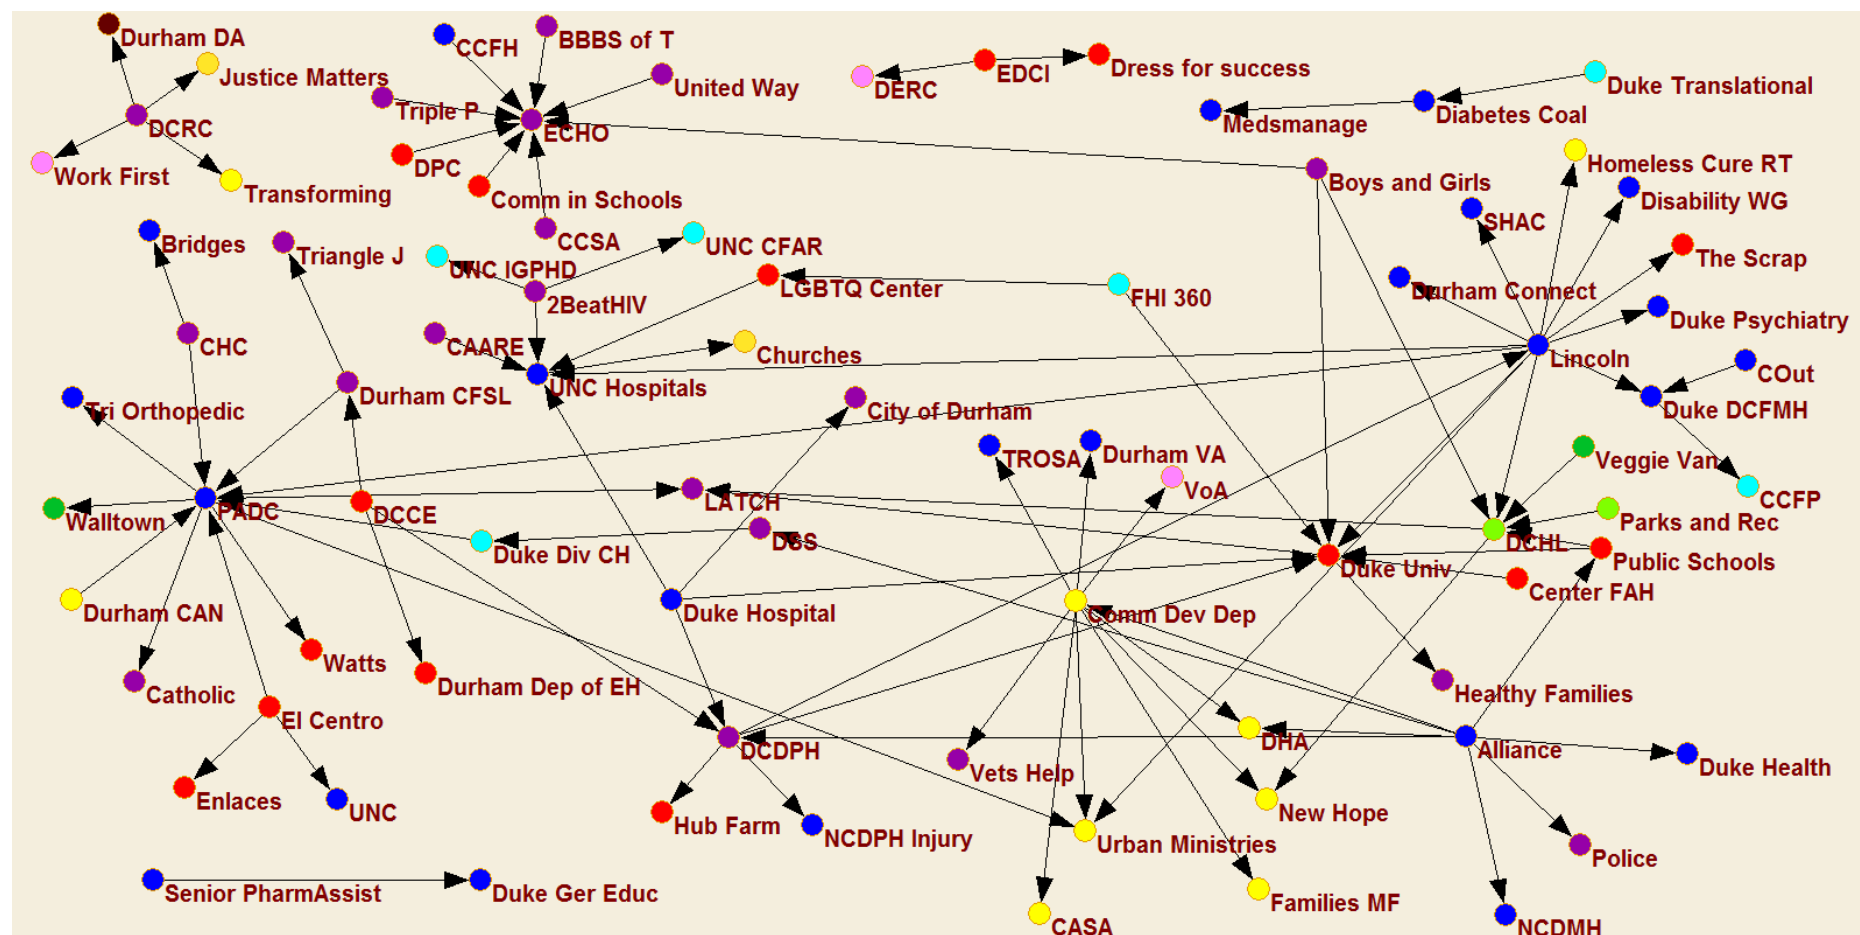 Durham DA
CCFH
BBBS of T
Justice Matters
United Way
EDCI
Dress for success
DERC
Duke Translational
Triple P
Diabetes Coal
Medsmanage
DCRC
ECHO
Work First
DPC
Homeless Cure RT
Transforming
Comm in Schools
Boys and Girls
Disability WG
SHAC
Bridges
CCSA
UNC CFAR
Triangle J
UNC IGPHD
The Scrap
LGBTQ Center
Durham Connect
2BeatHIV
FHI 360
Duke Psychiatry
CHC
CAARE
Churches
Lincoln
COut
UNC Hospitals
Durham CFSL
Tri Orthopedic
City of Durham
Duke DCFMH
TROSA
Durham VA
Veggie Van
VoA
CCFP
LATCH
PADC
DCCE
Walltown
Parks and Rec
DSS
DCHL
Duke Div CH
Duke Univ
Public Schools
Center FAH
Durham CAN
Duke Hospital
Comm Dev Dep
Watts
Durham Dep of EH
Catholic
Healthy Families
El Centro
DCDPH
DHA
Alliance
Vets Help
Duke Health
Enlaces
UNC
Hub Farm
NCDPH Injury
New Hope
Urban Ministries
Police
Senior PharmAssist
Duke Ger Educ
Families MF
CASA
NCDMH